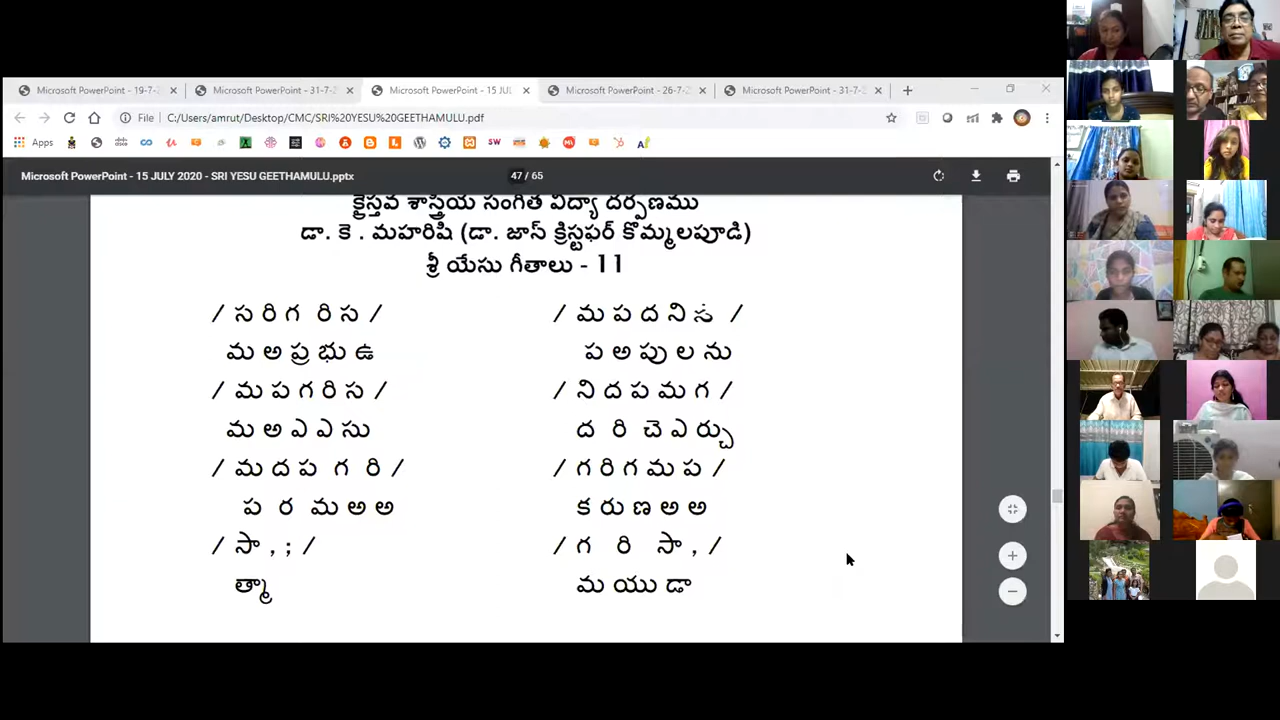 Microsoft PowerPoint - 19-7-2
Microsoft PowerPoint - 31-7-2
Microsoft PowerPoint - 15 JUL
Microsoft PowerPoint - 26-7-2
Microsoft PowerPoint - 31-7-2
File | C:/Users/amrut/Desktop/CMC/SRI%20YESU%20GEETHAMULU.pdf
Apps
Microsoft PowerPoint - 15 JULY 2020 - SRI YESU GEETHAMULU.pptx
47 / 65
క్రైస్తవ శాస్త్రీయ సంగీత విద్యా దర్పణము
డా. కె . మహరిషి (డా. జాస్ క్రిస్టఫర్ కొమ్మలపూడి)
శ్రీ యేసు గీతాలు - 11
/ స రి గ రి స /
/ మ ప ద ని స /
మ అ ప్ర భు ఉ
ప అ పు ల ను
/ మ ప గ రి స /
/ ని ద ప మ గ /
మ అ ఎ ఎ సు
ద రి చె ఎ ర్చు
/ మ ద ప గ రి /
/ గ రి గ మ ప /
ప ర మ అ అ
క రు ణ అ అ
/ సా , ; /
/ గ రి సా , /
త్మా
మ యు డా